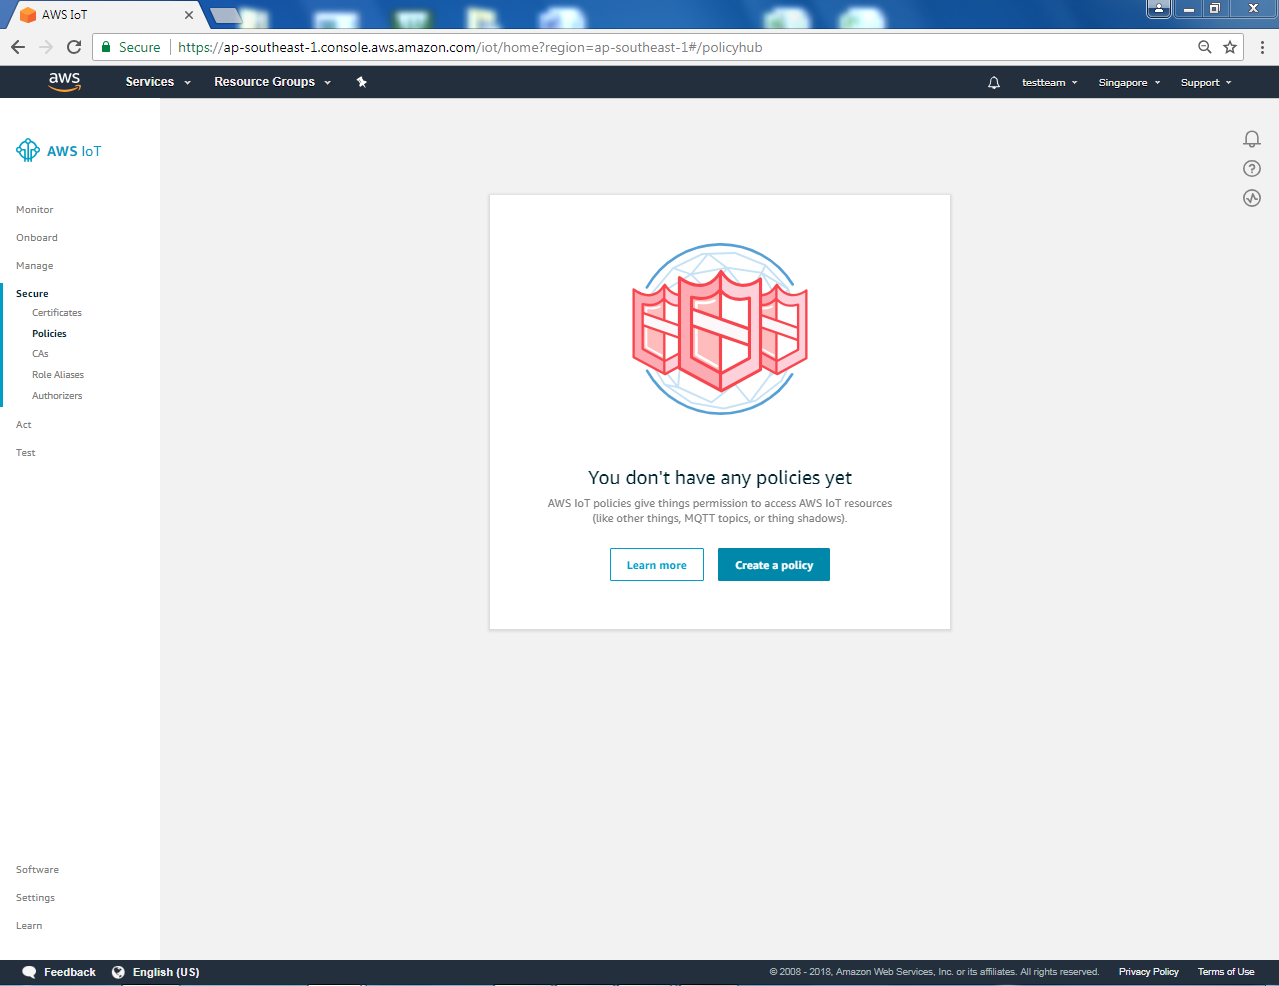 AWS IoT
Secure https://ap-southeast-1.console.aws.amazon.com/iot/home?region=ap-southeast-1#/policyhub
aws Services Resource Groups testteam Singapore Support
AWS IoT
Monitor
Onboard
Manage
Secure
Certificates
Policies
CAs
Role Aliases
Authorizers
Act
Test
You don't have any policies yet
AWS IoT policies give things permission to access AWS IoT resources
(like other things, MQTT topics, or thing shadows).
Learn more Create a policy
Software
Settings
Learn
Feedback English (US) © 2008 - 2018, Amazon Web Services, Inc. or its affiliates. All rights reserved. Privacy Policy Terms of Use